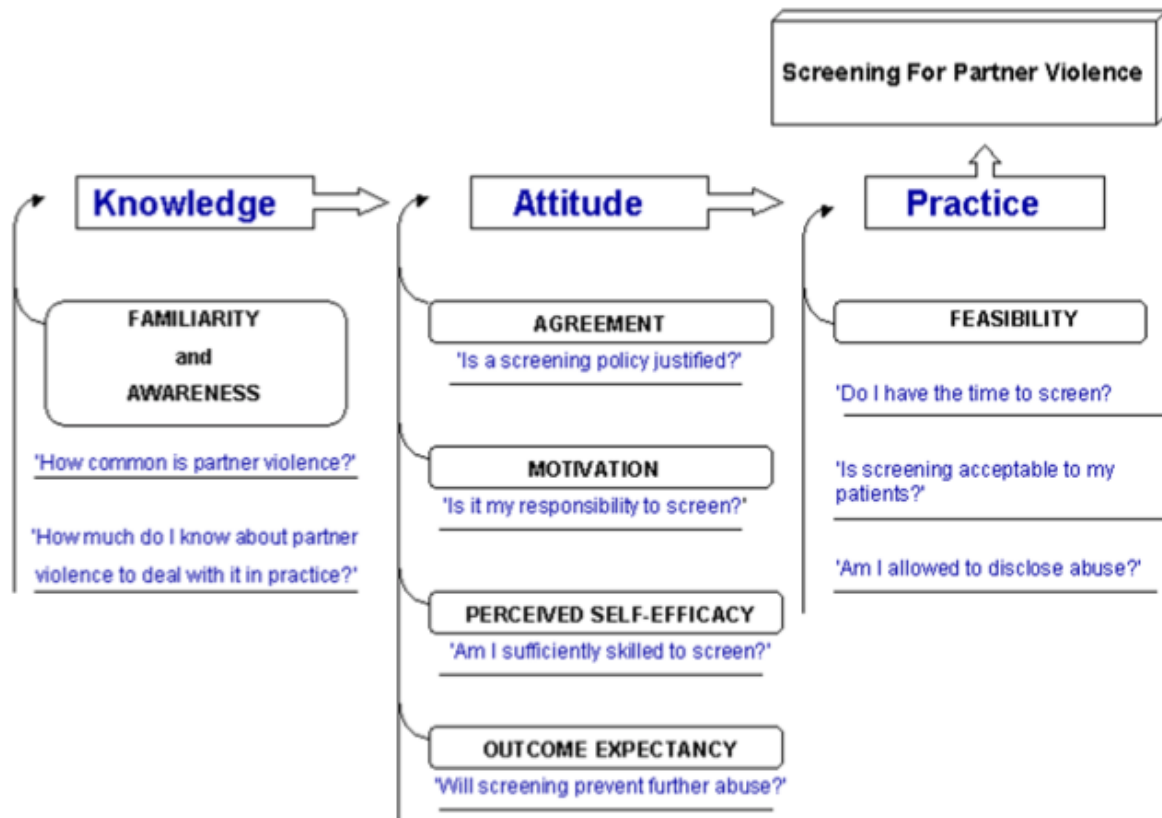 Screening For Partner Violence
Knowledge
Attitude
Practice
FAMILIARITY
and
AWARENESS
'How common is partner violence?'
'How much do I know about partner
violence to deal with it in practice?'
AGREEMENT
'Is a screening policy justified?'
MOTIVATION
'Is it my responsibility to screen?'
PERCEIVED SELF-EFFICACY
'Am I sufficiently skilled to screen?'
OUTCOME EXPECTANCY
'Will screening prevent further abuse?'
FEASIBILITY
'Do I have the time to screen?
'Is screening acceptable to my
patients?'
'Am I allowed to disclose abuse?'